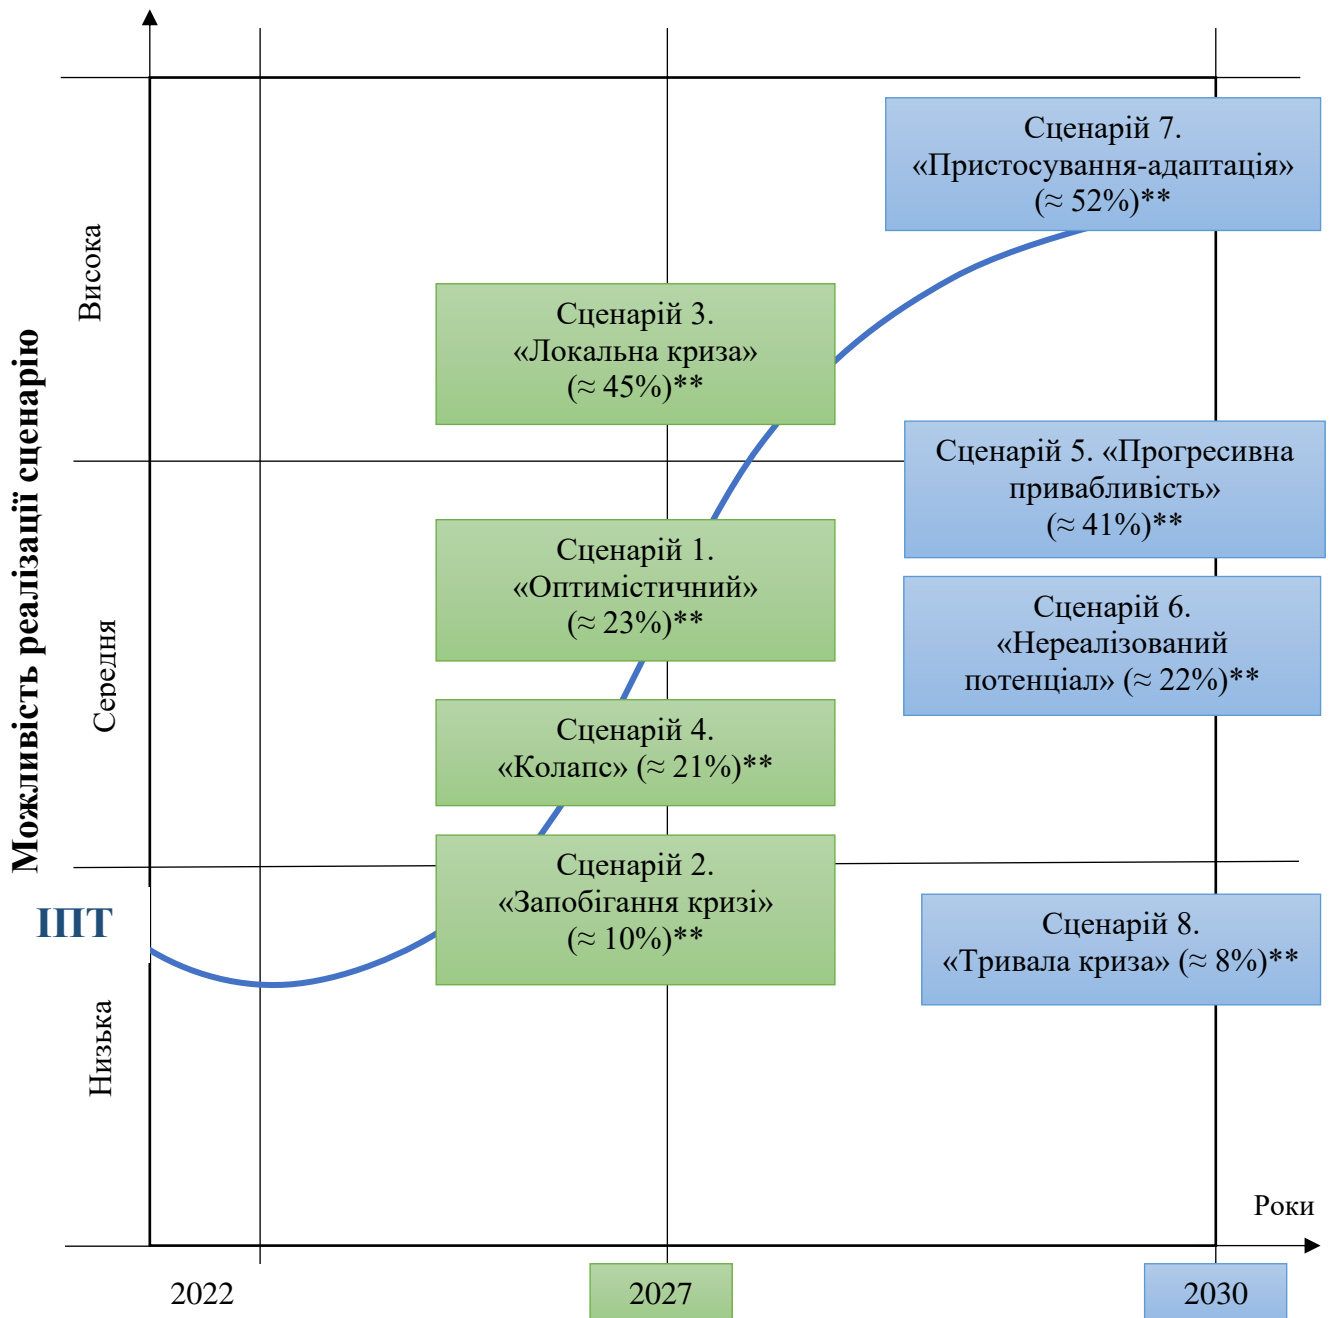 Можливість реалізації сценарію
Висока
Середня
Низька
ІПТ
Сценарій 7.
«Пристосування-адаптація»
(≈ 52%)**
Сценарій 3.
«Локальна криза»
(≈ 45%)**
Сценарій 5. «Прогресивна
привабливість»
(≈ 41%)**
Сценарій 1.
«Оптимістичний»
(≈ 23%)**
Сценарій 6.
«Нереалізований
потенціал» (≈ 22%)**
Сценарій 4.
«Колапс» (≈ 21%)**
Сценарій 2.
«Запобігання кризі»
(≈ 10%)**
Сценарій 8.
«Тривала криза» (≈ 8%)**
Роки
2022
2027
2030